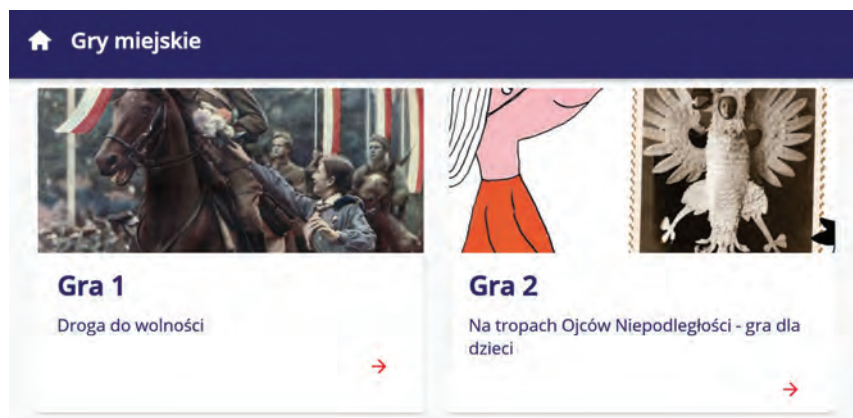 Gry miejskie
Gra 1
Droga do wolności
Gra 2
Na tropach Ojców Niepodległości - gra dla
dzieci